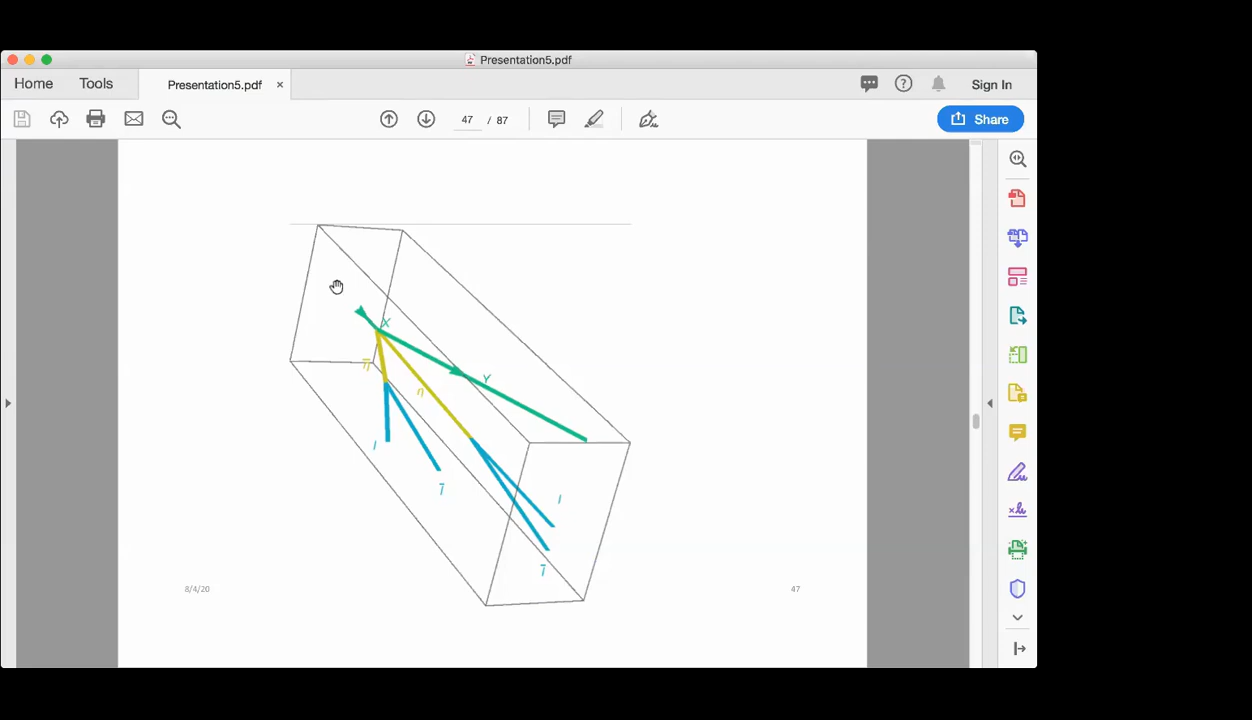 Presentation5.pdf
Home Tools Presentation5.pdf × Sign In
47 / 87 Share
X
η̅ Y
η
l
l̅ l
l̅
8/4/20 47